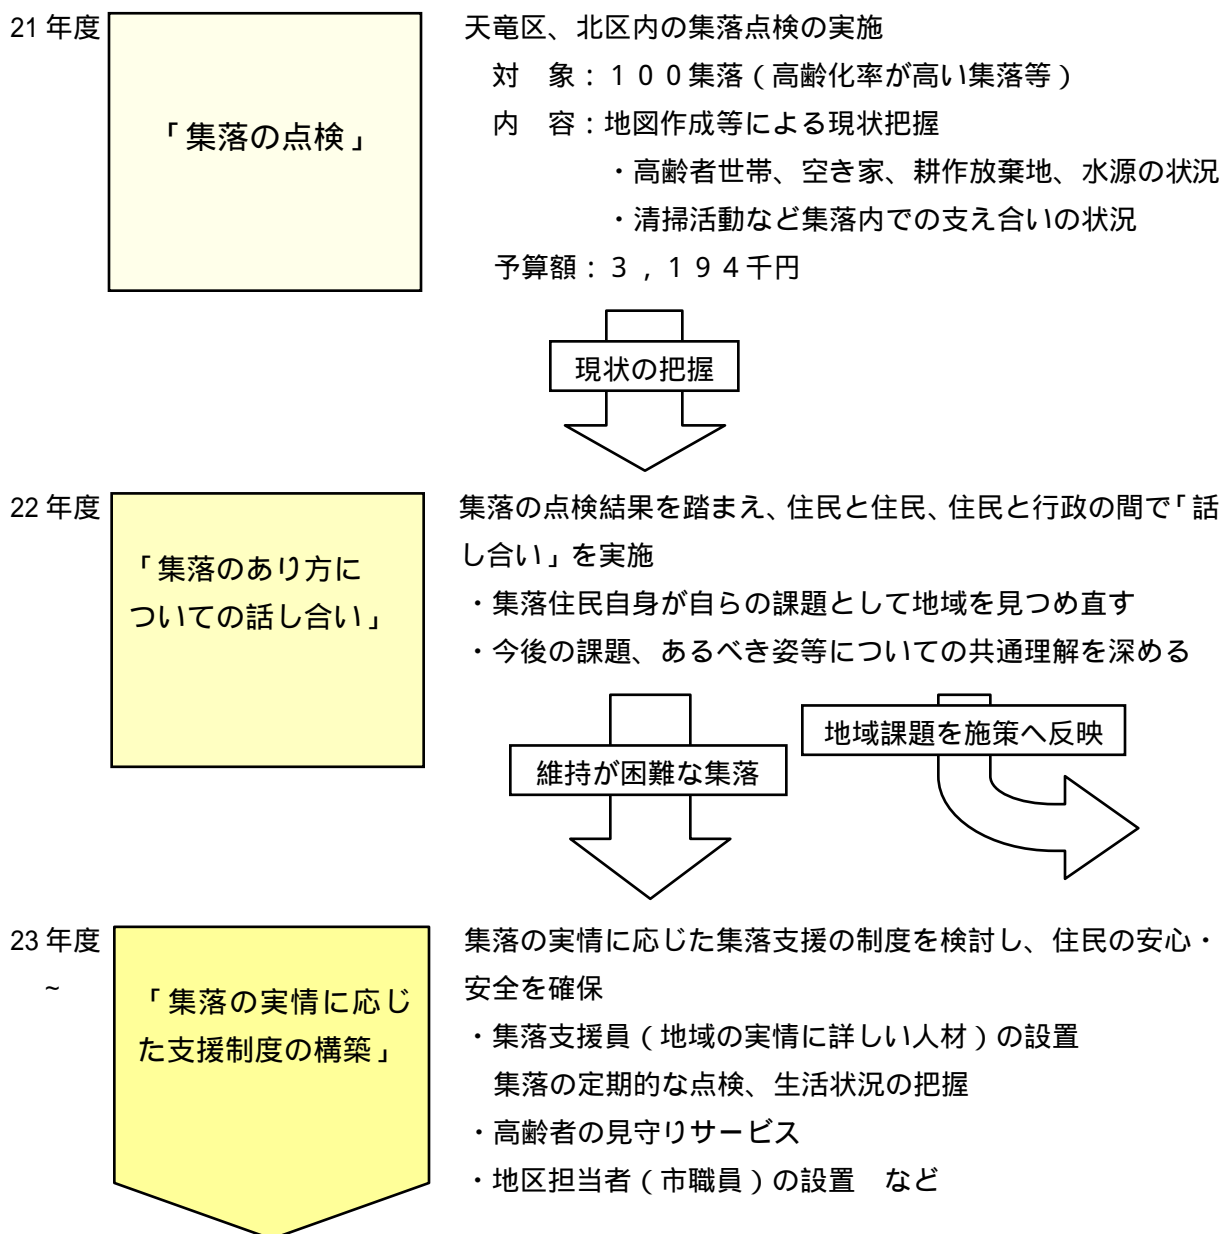 21 年度
「集落の点検」
天竜区、北区内の集落点検の実施
対　象：１００集落（高齢化率が高い集落等）
内　容：地図作成等による現状把握
・高齢者世帯、空き家、耕作放棄地、水源の状況
・清掃活動など集落内での支え合いの状況
予算額：３，１９４千円
現状の把握
22 年度
「集落のあり方に
ついての話し合い」
集落の点検結果を踏まえ、住民と住民、住民と行政の間で「話
し合い」を実施
・集落住民自身が自らの課題として地域を見つめ直す
・今後の課題、あるべき姿等についての共通理解を深める
地域課題を施策へ反映
維持が困難な集落
23 年度
~
「集落の実情に応じ
た支援制度の構築」
集落の実情に応じた集落支援の制度を検討し、住民の安心・
安全を確保
・集落支援員（地域の実情に詳しい人材）の設置
集落の定期的な点検、生活状況の把握
・高齢者の見守りサービス
・地区担当者（市職員）の設置　など